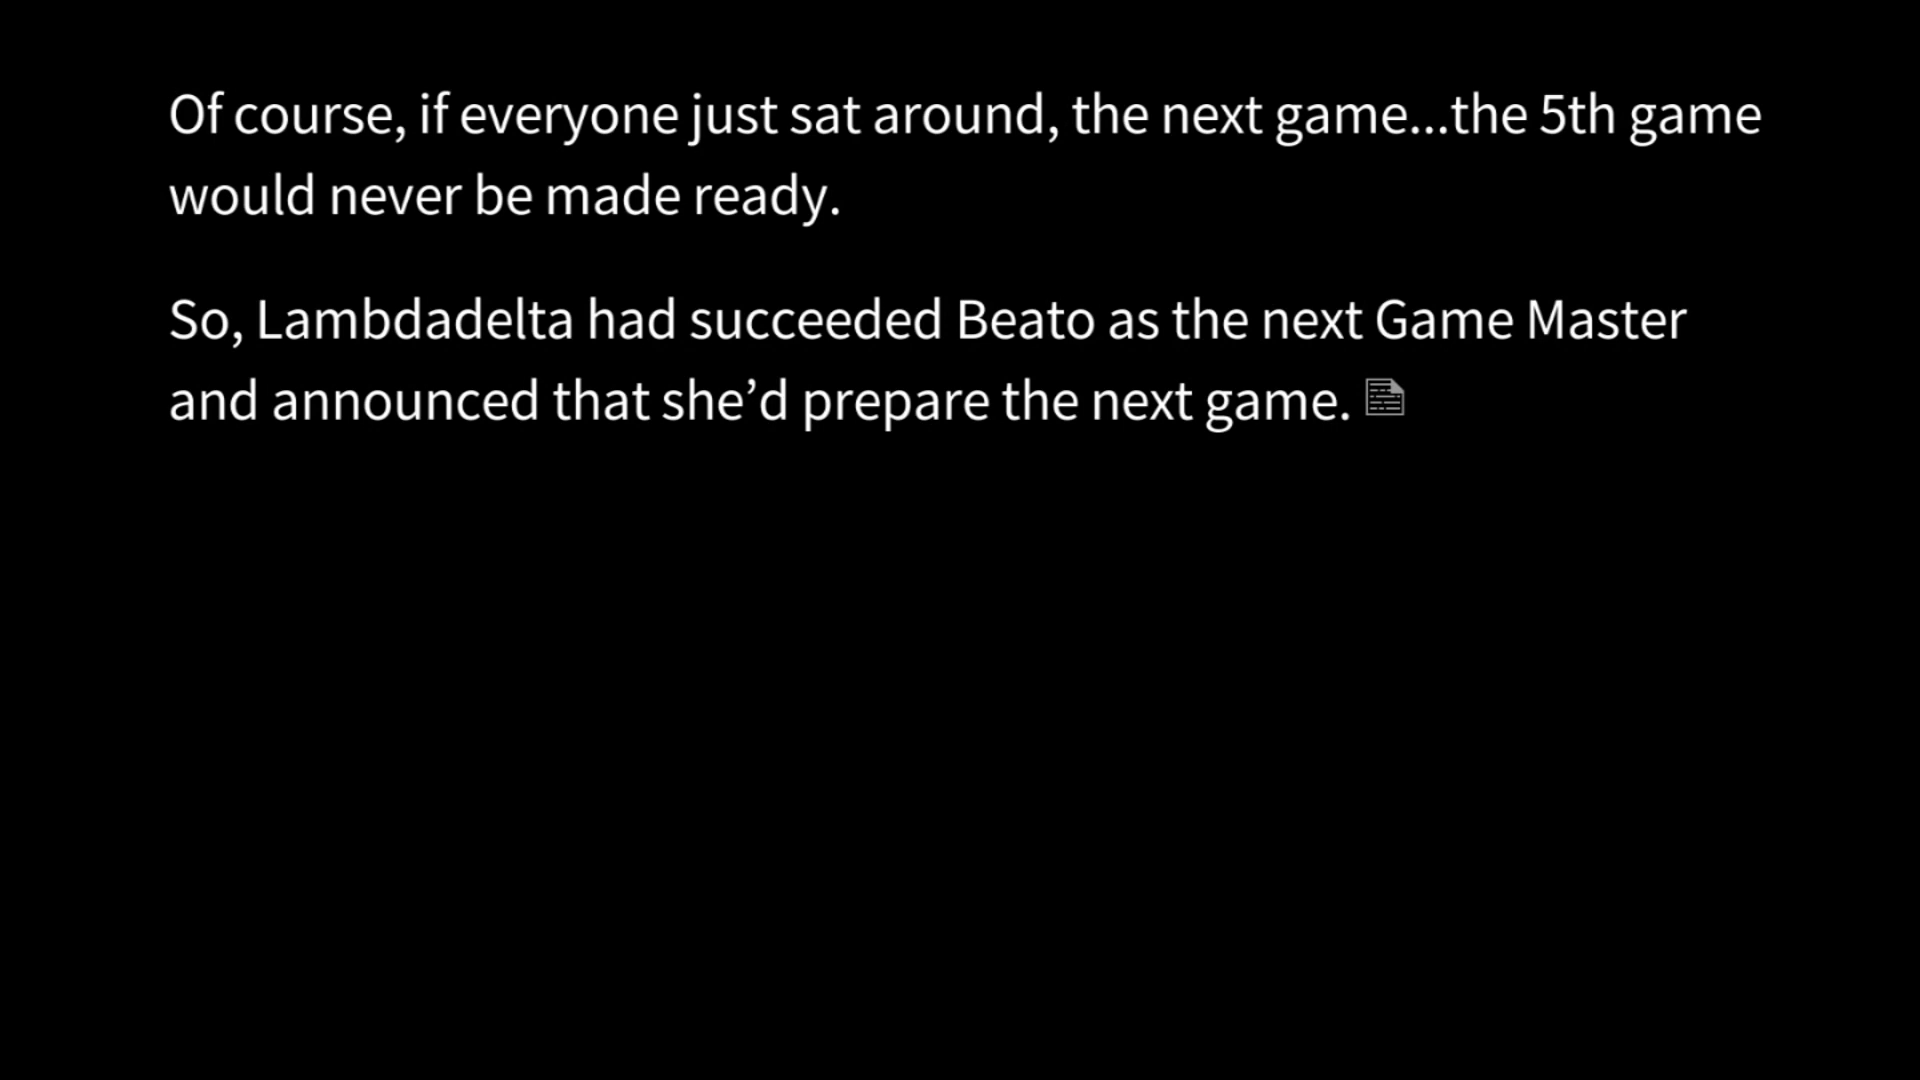 Of course, if everyone just sat around, the next game...the 5th game
would never be made ready.
So, Lambdadelta had succeeded Beato as the next Game Master
and announced that she’d prepare the next game.